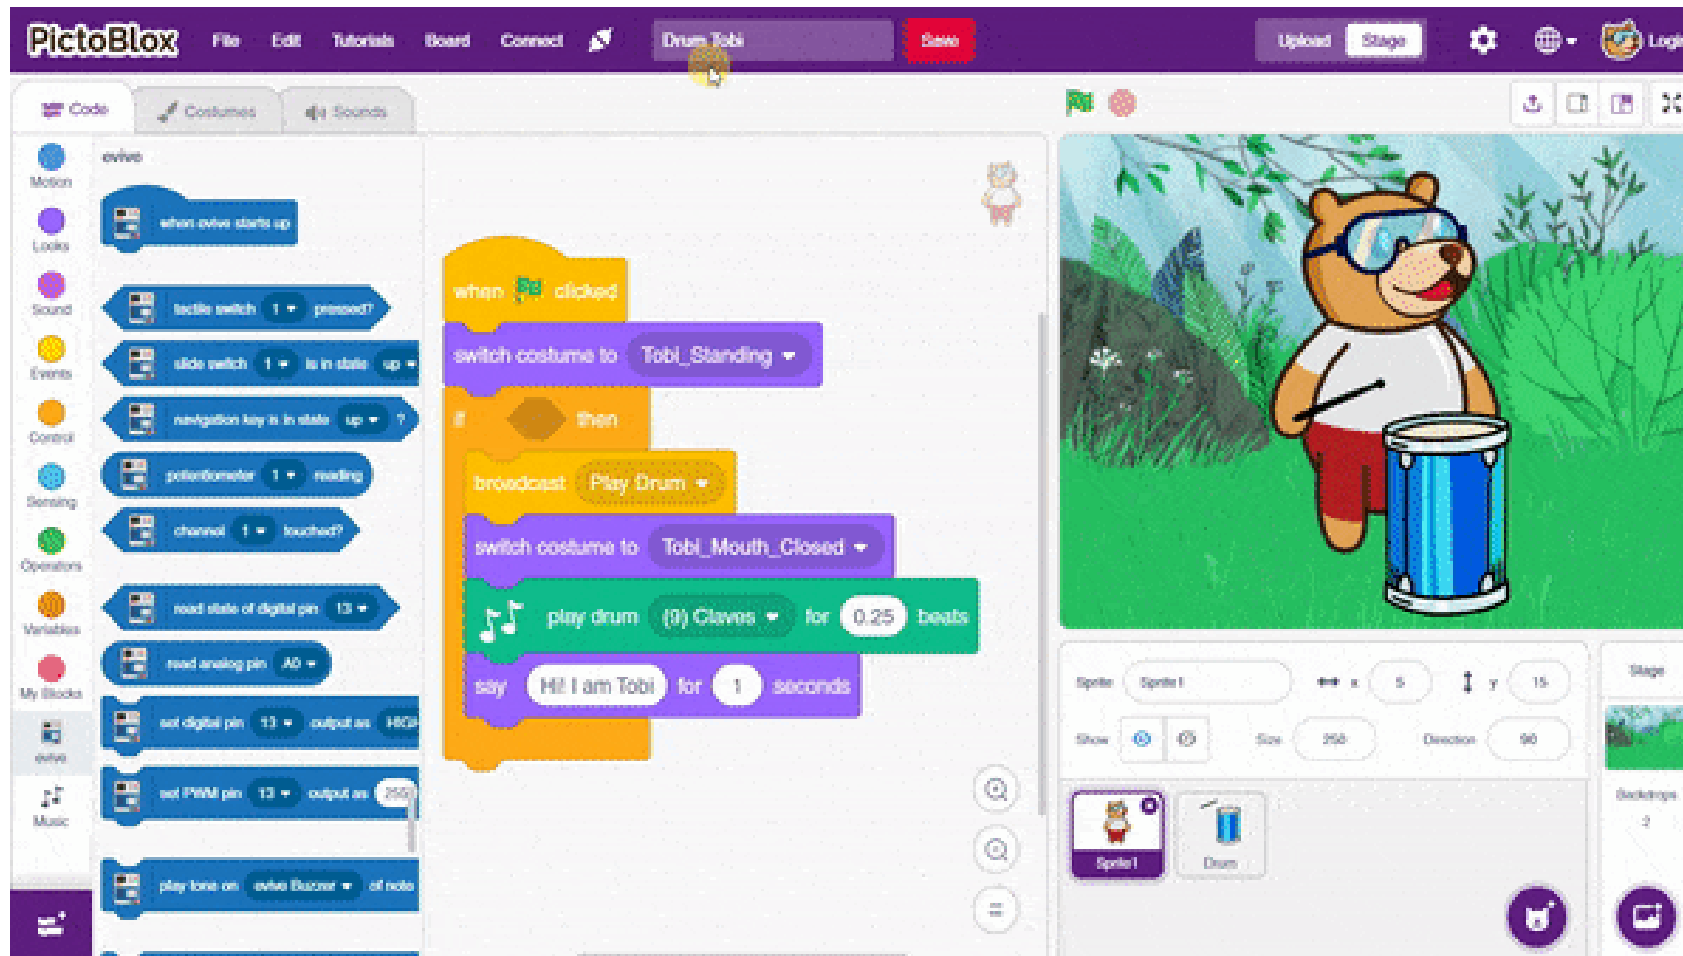 PictoBlox File Edit Tutorials Board Connect Drum Tobi Save Upload Stage Login
Code Costumes Sounds
Motion
Looks
Sound
Events
Control
Sensing
Operators
Variables
My Blocks
evive
Music
evive
when evive starts up
tactile switch 1 pressed?
slide switch 1 is in state up
navigation key is in state up ?
potentiometer 1 reading
channel 1 touched?
read state of digital pin 13
read analog pin A0
set digital pin 13 output as HIGH
set PWM pin 13 output as 255
play tone on evive Buzzer of note
when clicked
switch costume to Tobi_Standing
if then
broadcast Play Drum
switch costume to Tobi_Mouth_Closed
play drum (9) Claves for 0.25 beats
say Hi! I am Tobi for 1 seconds
Sprite Sprite1 x 5 y 15
Show Size 250 Direction 90
Sprite1
Drum
Stage
Backdrops
2